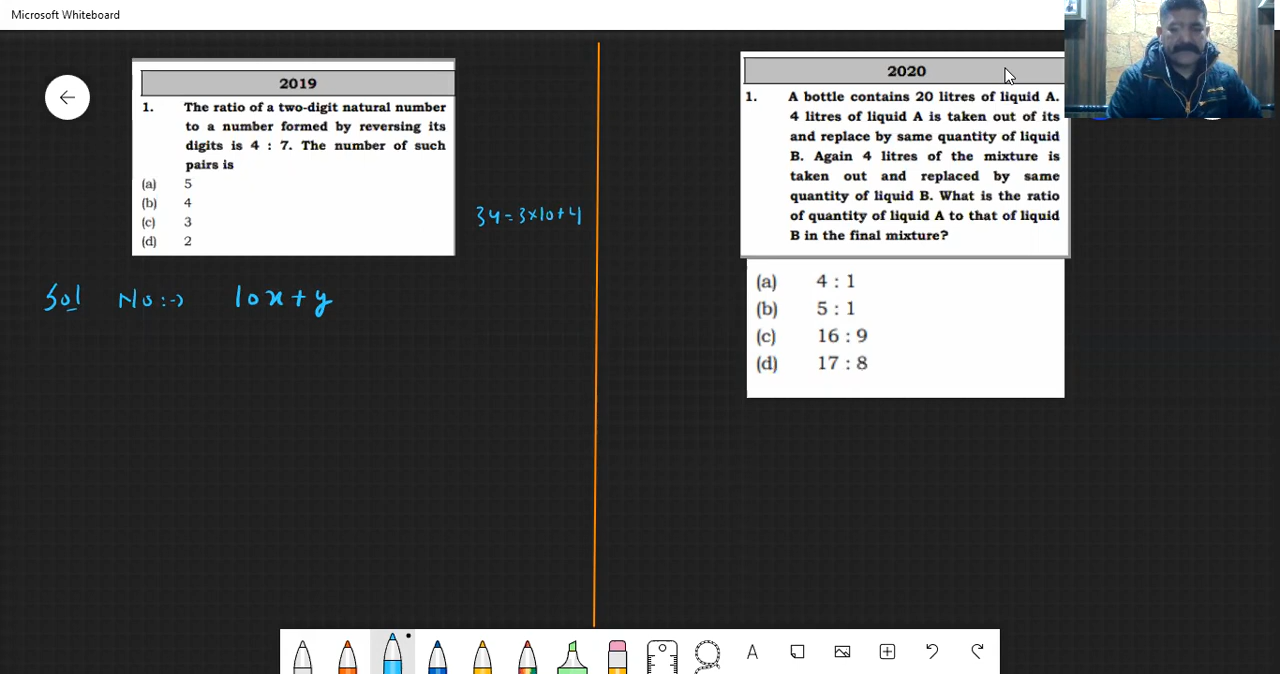 Microsoft Whiteboard
2019
1. The ratio of a two-digit natural number
to a number formed by reversing its
digits is 4 : 7. The number of such
pairs is
(a) 5
(b) 4
(c) 3
(d) 2
34=3×10+4
Sol No:→ 10x+y
2020
1. A bottle contains 20 litres of liquid A.
4 litres of liquid A is taken out of its
and replace by same quantity of liquid
B. Again 4 litres of the mixture is
taken out and replaced by same
quantity of liquid B. What is the ratio
of quantity of liquid A to that of liquid
B in the final mixture?
(a) 4 : 1
(b) 5 : 1
(c) 16 : 9
(d) 17 : 8
A